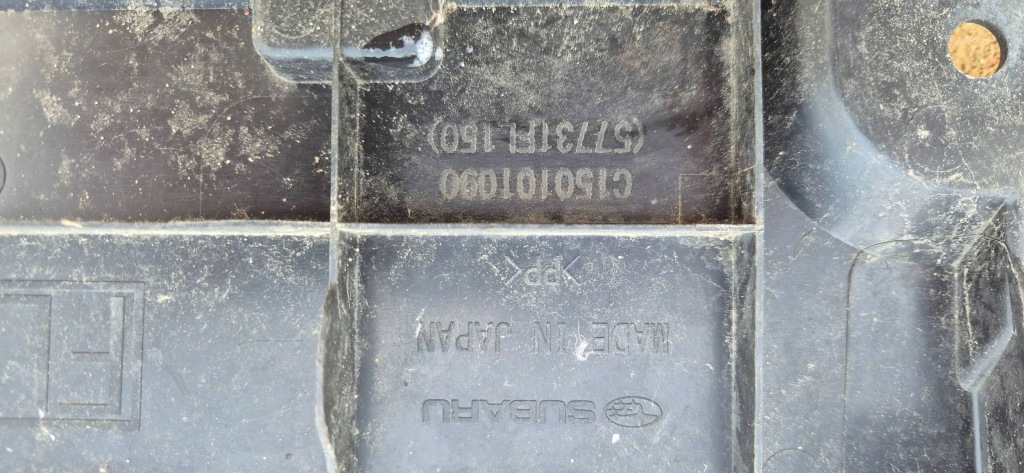 SUBARU
MADE IN JAPAN
>PP<
C150101090
(57731FL150)